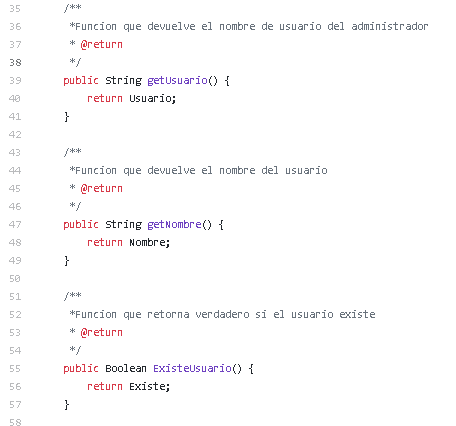 35 /**
36 *Funcion que devuelve el nombre de usuario del administrador
37 * @return
38 */
39 public String getUsuario() {
40 return Usuario;
41 }
42
43 /**
44 *Funcion que devuelve el nombre del usuario
45 * @return
46 */
47 public String getNombre() {
48 return Nombre;
49 }
50
51 /**
52 *Funcion que retorna verdadero si el usuario existe
53 * @return
54 */
55 public Boolean ExisteUsuario() {
56 return Existe;
57 }
58